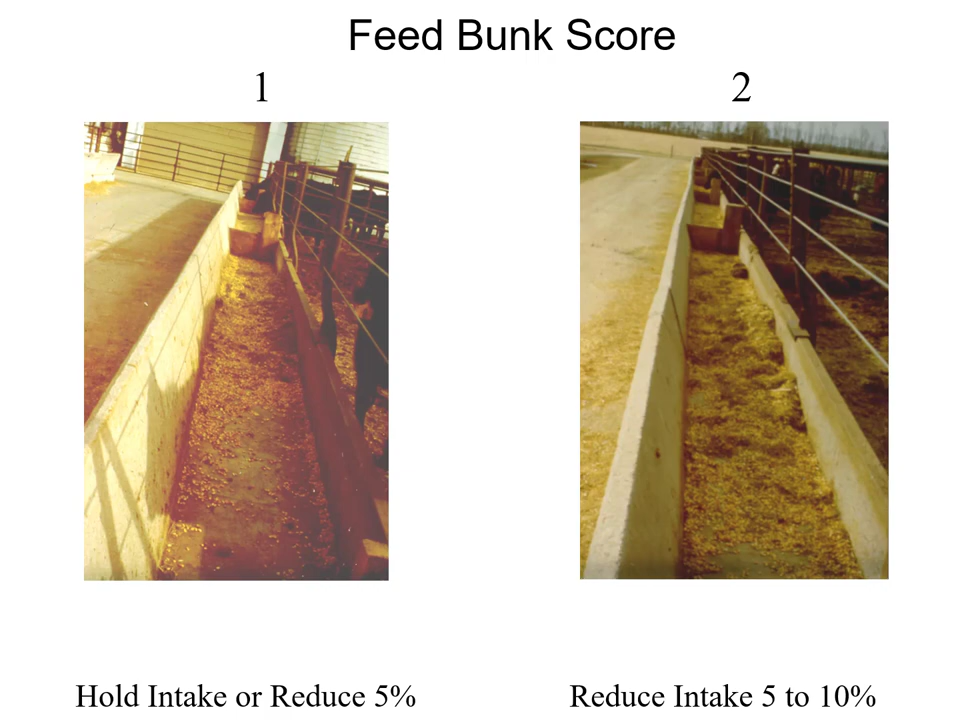 Feed Bunk Score
1
2
Hold Intake or Reduce 5%
Reduce Intake 5 to 10%